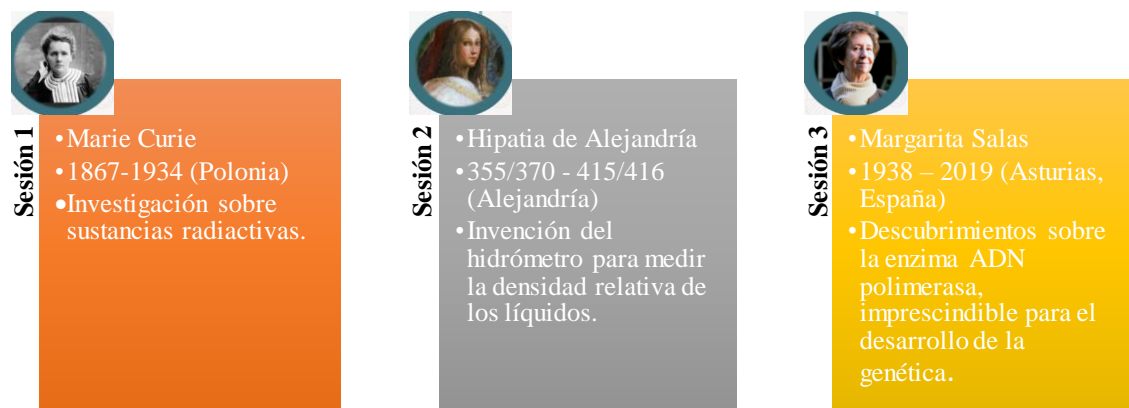 Sesión 1
•Marie Curie
•1867-1934 (Polonia)
•Investigación sobre
sustancias radiactivas.
Sesión 2
•Hipatia de Alejandría
•355/370 - 415/416
(Alejandría)
•Invención del
hidrómetro para medir
la densidad relativa de
los líquidos.
Sesión 3
•Margarita Salas
•1938 – 2019 (Asturias,
España)
•Descubrimientos sobre
la enzima ADN
polimerasa,
imprescindible para el
desarrollo de la
genética.